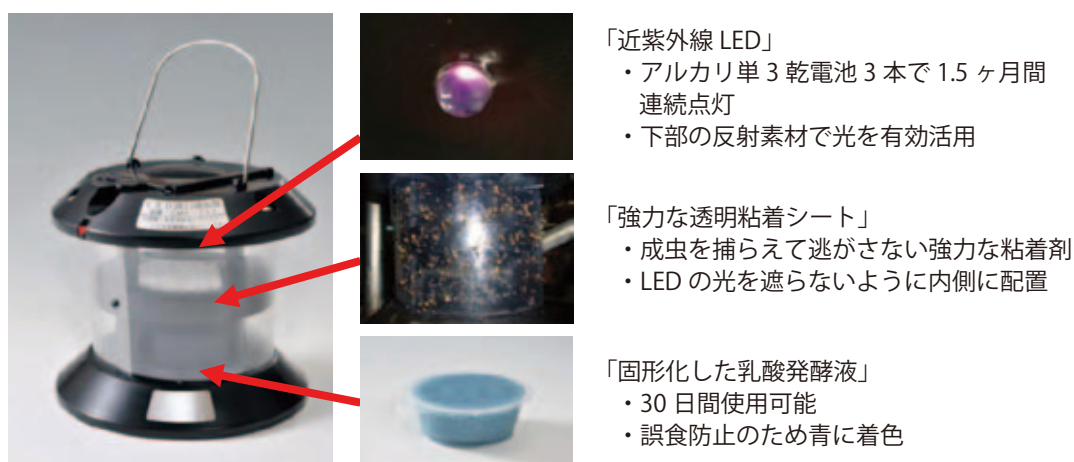 「近紫外線 LED」
・アルカリ単 3 乾電池 3 本で 1.5 ヶ月間
連続点灯
・下部の反射素材で光を有効活用
「強力な透明粘着シート」
・成虫を捕らえて逃がさない強力な粘着剤
・LED の光を遮らないように内側に配置
「固形化した乳酸発酵液」
・30 日間使用可能
・誤食防止のため青に着色